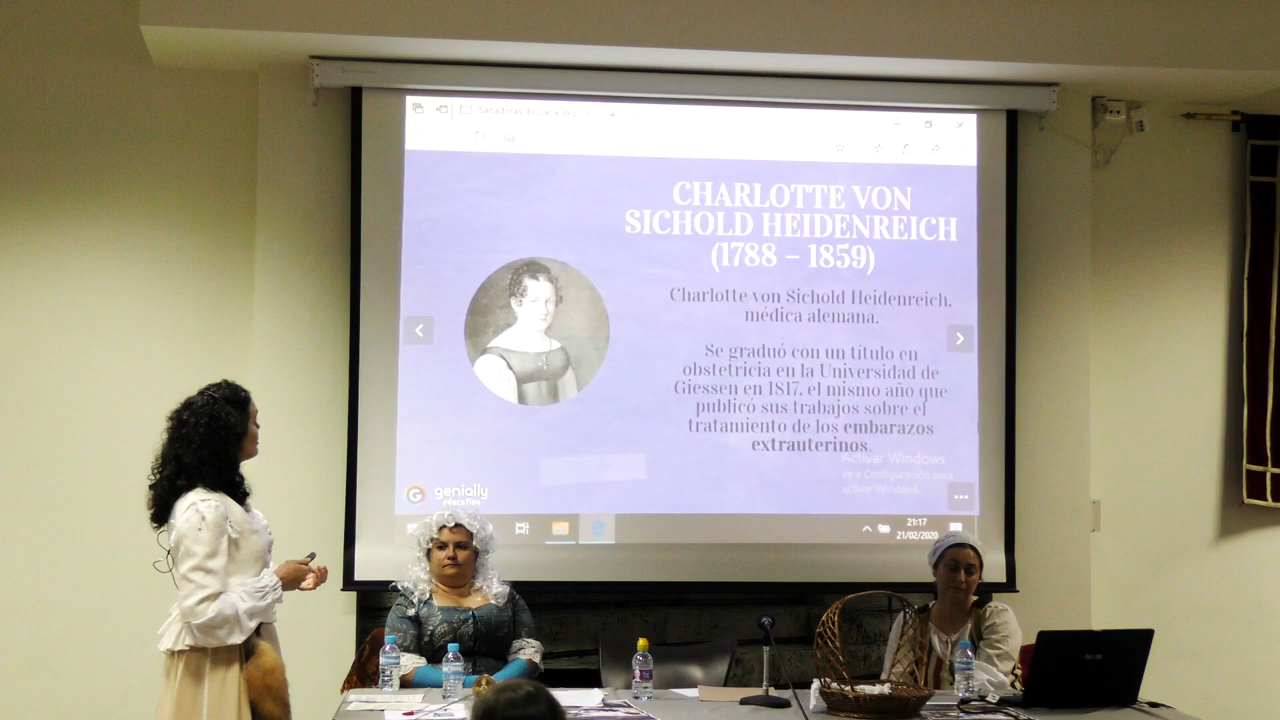 CHARLOTTE VON
SICHOLD HEIDENREICH
(1788 – 1859)
Charlotte von Sichold Heidenreich,
médica alemana.
Se graduó con un título en
obstetricia en la Universidad de
Giessen en 1817, el mismo año que
publicó sus trabajos sobre el
tratamiento de los embarazos
extrauterinos.
Activar Windows
Ve a Configuración para
activar Windows.
G genially
education
21:17
21/02/2020